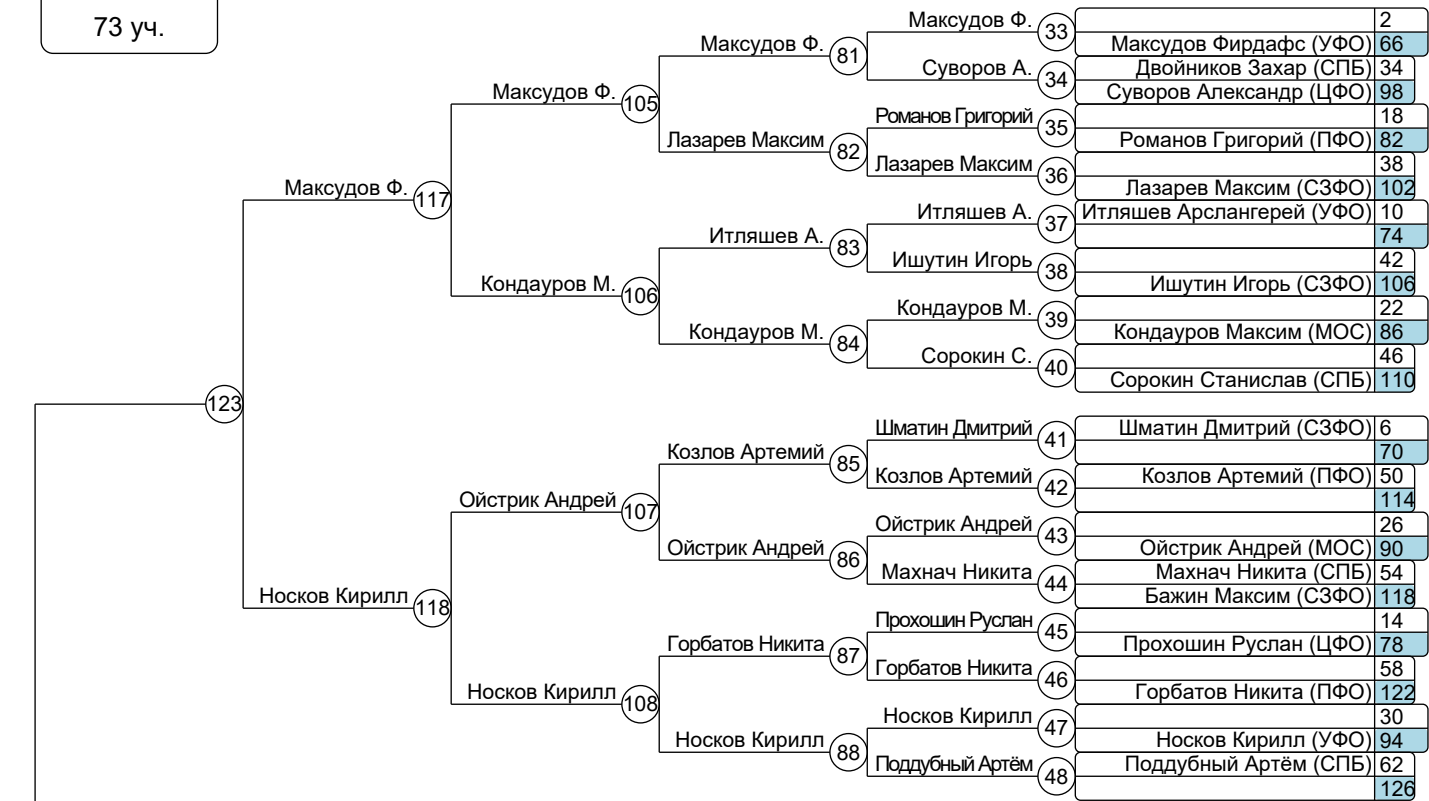 73 уч.
Максудов Ф. 33 2
Максудов Ф. 81 Максудов Фирдафс (УФО) 66
Суворов А. 34 Двойников Захар (СПБ) 34
Максудов Ф. 105 Суворов Александр (ЦФО) 98
Романов Григорий 35 18
Лазарев Максим 82 Романов Григорий (ПФО) 82
Лазарев Максим 36 38
Максудов Ф. 117 Лазарев Максим (СЗФО) 102
Итляшев А. 37 Итляшев Арслангерей (УФО) 10
Итляшев А. 83 74
Ишутин Игорь 38 42
Кондауров М. 106 Ишутин Игорь (СЗФО) 106
Кондауров М. 39 22
Кондауров М. 84 Кондауров Максим (МОС) 86
Сорокин С. 40 46
Сорокин Станислав (СПБ) 110
123
Шматин Дмитрий 41 Шматин Дмитрий (СЗФО) 6
Козлов Артемий 85 70
Козлов Артемий 42 Козлов Артемий (ПФО) 50
Ойстрик Андрей 107 114
Ойстрик Андрей 43 26
Ойстрик Андрей 86 Ойстрик Андрей (МОС) 90
Махнач Никита 44 Махнач Никита (СПБ) 54
Носков Кирилл 118 Бажин Максим (СЗФО) 118
Прохошин Руслан 45 14
Горбатов Никита 87 Прохошин Руслан (ЦФО) 78
Горбатов Никита 46 58
Носков Кирилл 108 Горбатов Никита (ПФО) 122
Носков Кирилл 47 30
Носков Кирилл 88 Носков Кирилл (УФО) 94
Поддубный Артём 48 Поддубный Артём (СПБ) 62
126